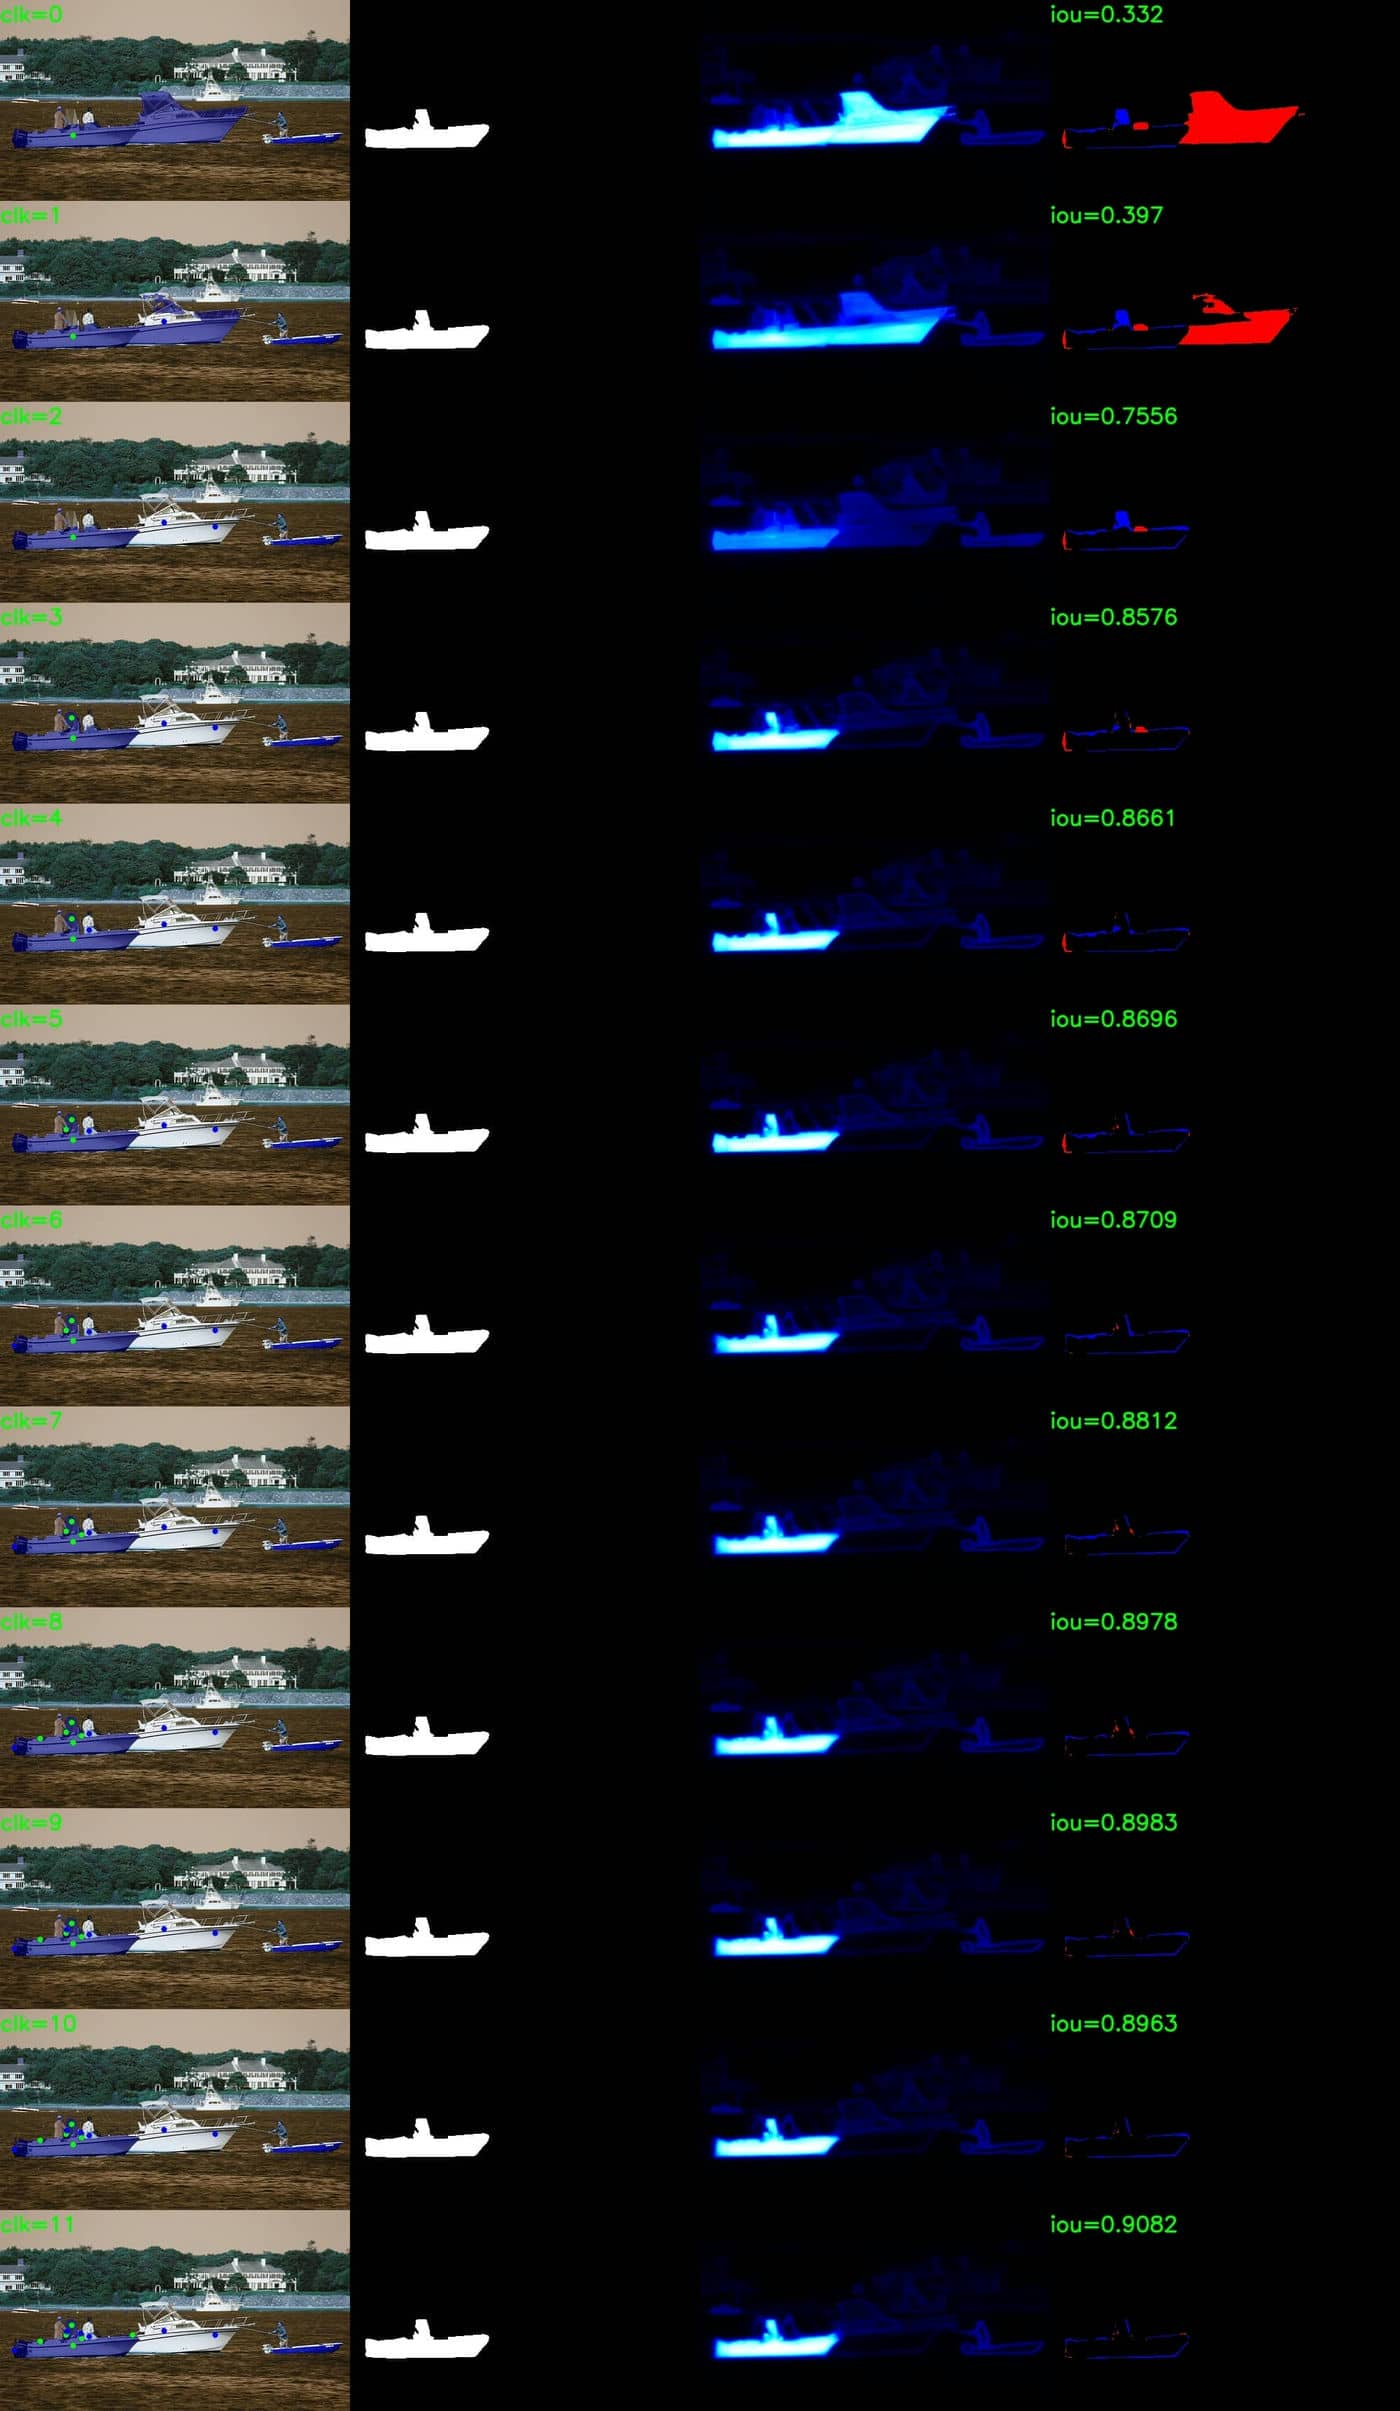 clk=0 iou=0.332
clk=1 iou=0.397
clk=2 iou=0.7556
clk=3 iou=0.8576
clk=4 iou=0.8661
clk=5 iou=0.8696
clk=6 iou=0.8709
clk=7 iou=0.8812
clk=8 iou=0.8978
clk=9 iou=0.8983
clk=10 iou=0.8963
clk=11 iou=0.9082